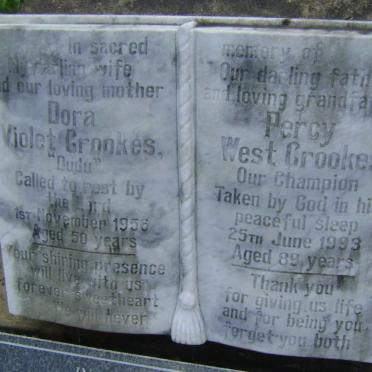 in sacred
darling wife
and our loving mother
Dora
Violet Crookes,
"Dudu"
Called to rest by
the Lord
1st November 1956
Aged 50 years
Your shining presence
will live with us
forever sweetheart
we will never
memory of
Our darling father
and loving grandfa
Percy
West Crookes
Our Champion
Taken by God in his
peaceful sleep
25th June 1993
Aged 89 years
Thank you
for giving us life
and for being you,
forget you both